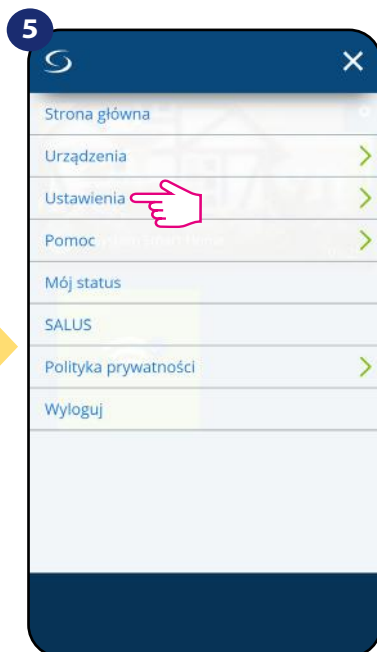 5
Strona główna
Urządzenia
Ustawienia
Pomoc
Mój status
SALUS
Polityka prywatności
Wyloguj